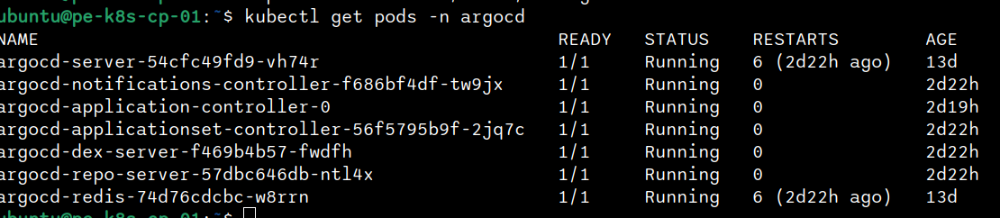 ubuntu@pe-k8s-cp-01:~$ kubectl get pods -n argocd
NAME READY STATUS RESTARTS AGE
argocd-server-54cfc49fd9-vh74r 1/1 Running 6 (2d22h ago) 13d
argocd-notifications-controller-f686bf4df-tw9jx 1/1 Running 0 2d22h
argocd-application-controller-0 1/1 Running 0 2d19h
argocd-applicationset-controller-56f5795b9f-2jq7c 1/1 Running 0 2d22h
argocd-dex-server-f469b4b57-fwdfh 1/1 Running 0 2d22h
argocd-repo-server-57dbc646db-ntl4x 1/1 Running 0 2d22h
argocd-redis-74d76cdcbc-w8rrn 1/1 Running 6 (2d22h ago) 13d
ubuntu@pe-k8s-cp-01:~$